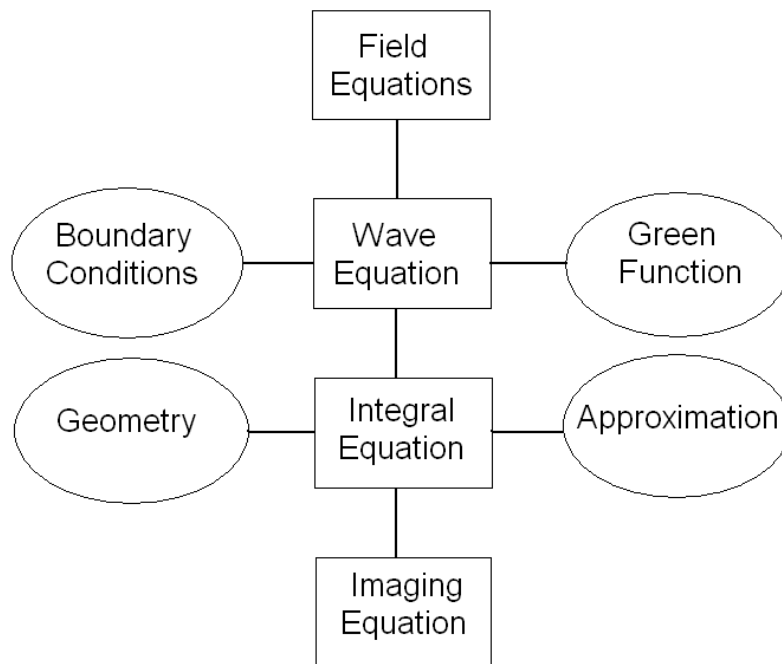 Field
Equations
Boundary
Conditions
Wave
Equation
Green
Function
Geometry
Integral
Equation
Approximation
Imaging
Equation